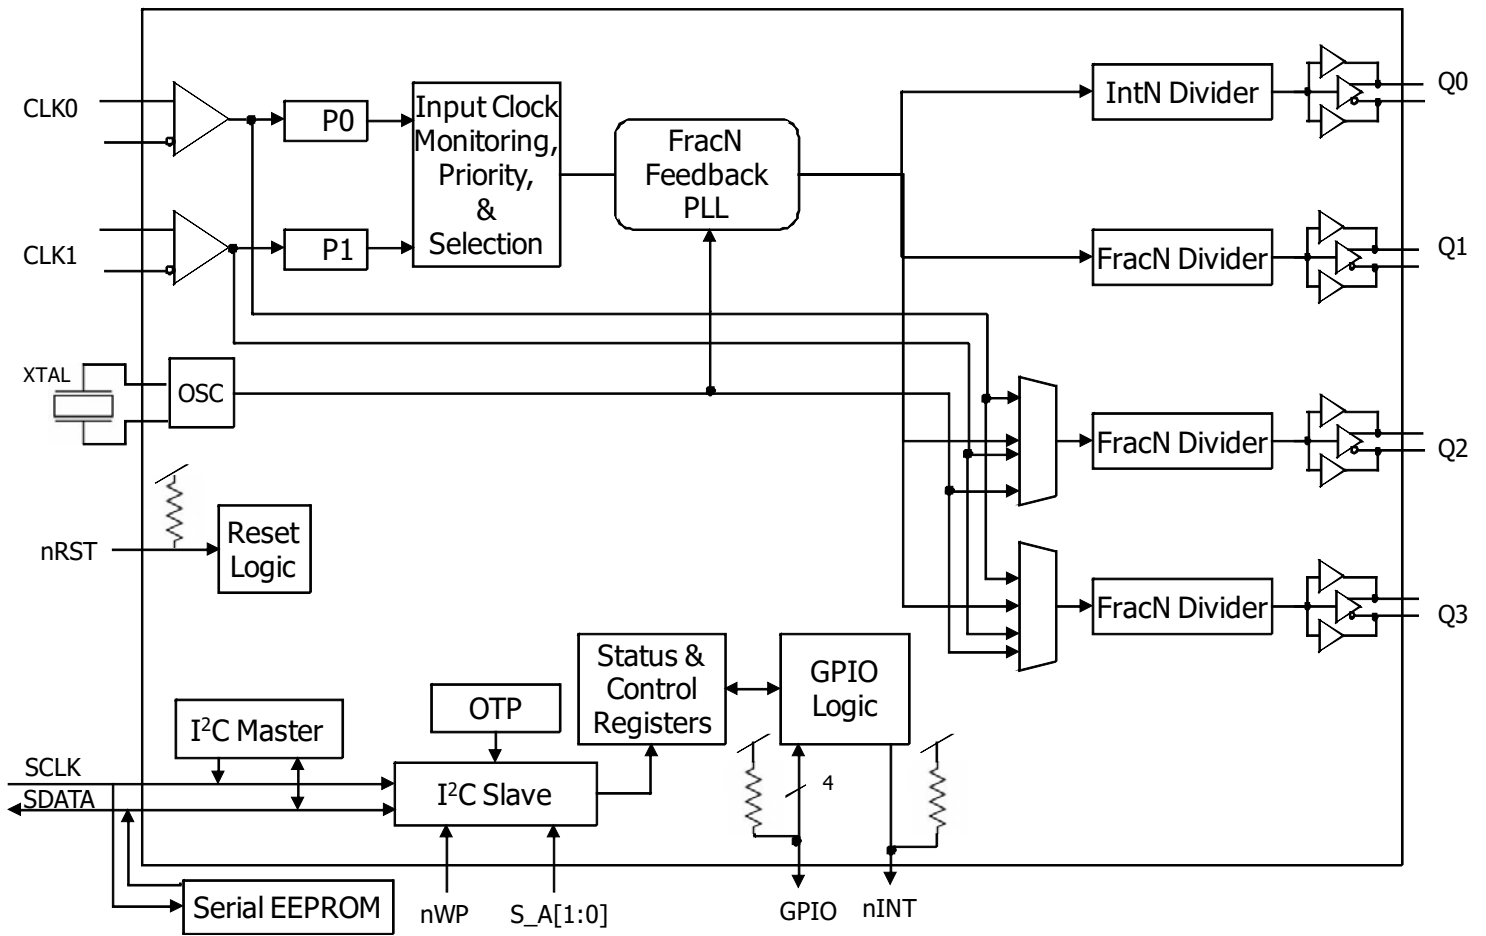 CLK0
P0
Input Clock
Monitoring,
Priority,
&
Selection
FracN
Feedback
PLL
IntN Divider
Q0
CLK1
P1
FracN Divider
Q1
XTAL
OSC
FracN Divider
Q2
nRST
Reset
Logic
FracN Divider
Q3
Status &
Control
Registers
GPIO
Logic
OTP
I²C Master
SCLK
SDATA
I²C Slave
4
Serial EEPROM
nWP
S_A[1:0]
GPIO
nINT